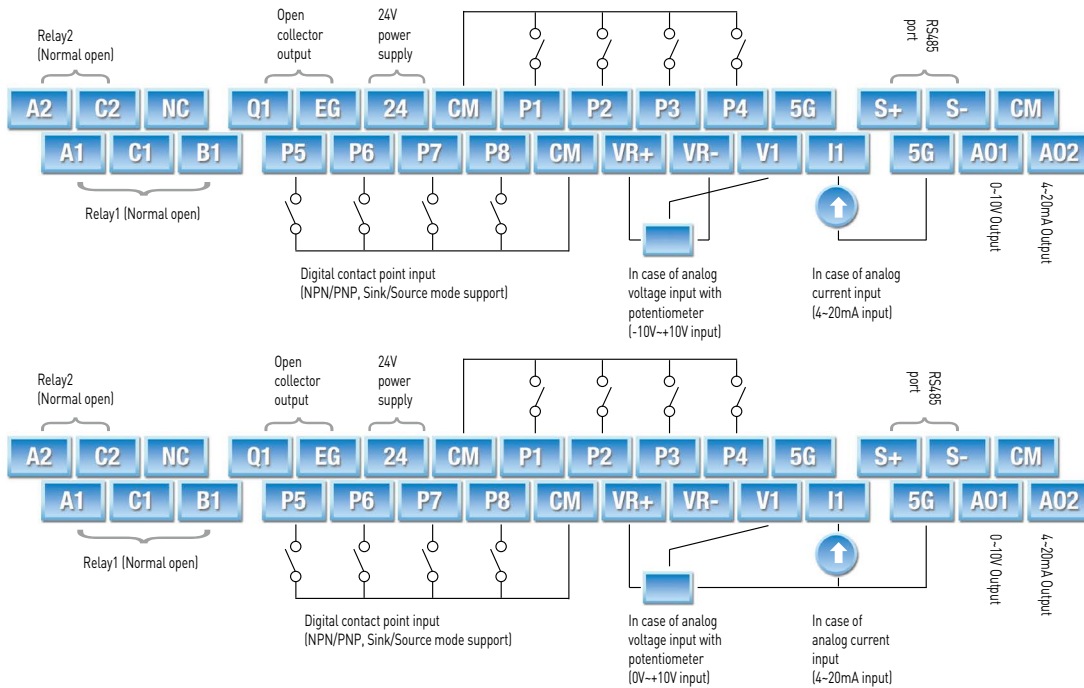 Relay2
(Normal open)
Open
collector
output
24V
power
supply
RS485
port
A2 C2 NC Q1 EG 24 CM P1 P2 P3 P4 5G S+ S- CM
A1 C1 B1 P5 P6 P7 P8 CM VR+ VR- V1 I1 5G AO1 AO2
Relay1 (Normal open)
0~10V Output
4~20mA Output
Digital contact point input
(NPN/PNP, Sink/Source mode support)
In case of analog
voltage input with
potentiometer
(-10V~+10V input)
In case of analog
current input
(4~20mA input)
Relay2
(Normal open)
Open
collector
output
24V
power
supply
RS485
port
A2 C2 NC Q1 EG 24 CM P1 P2 P3 P4 5G S+ S- CM
A1 C1 B1 P5 P6 P7 P8 CM VR+ VR- V1 I1 5G AO1 AO2
Relay1 (Normal open)
0~10V Output
4~20mA Output
Digital contact point input
(NPN/PNP, Sink/Source mode support)
In case of analog
voltage input with
potentiometer
(0V~+10V input)
In case of
analog current
input
(4~20mA input)